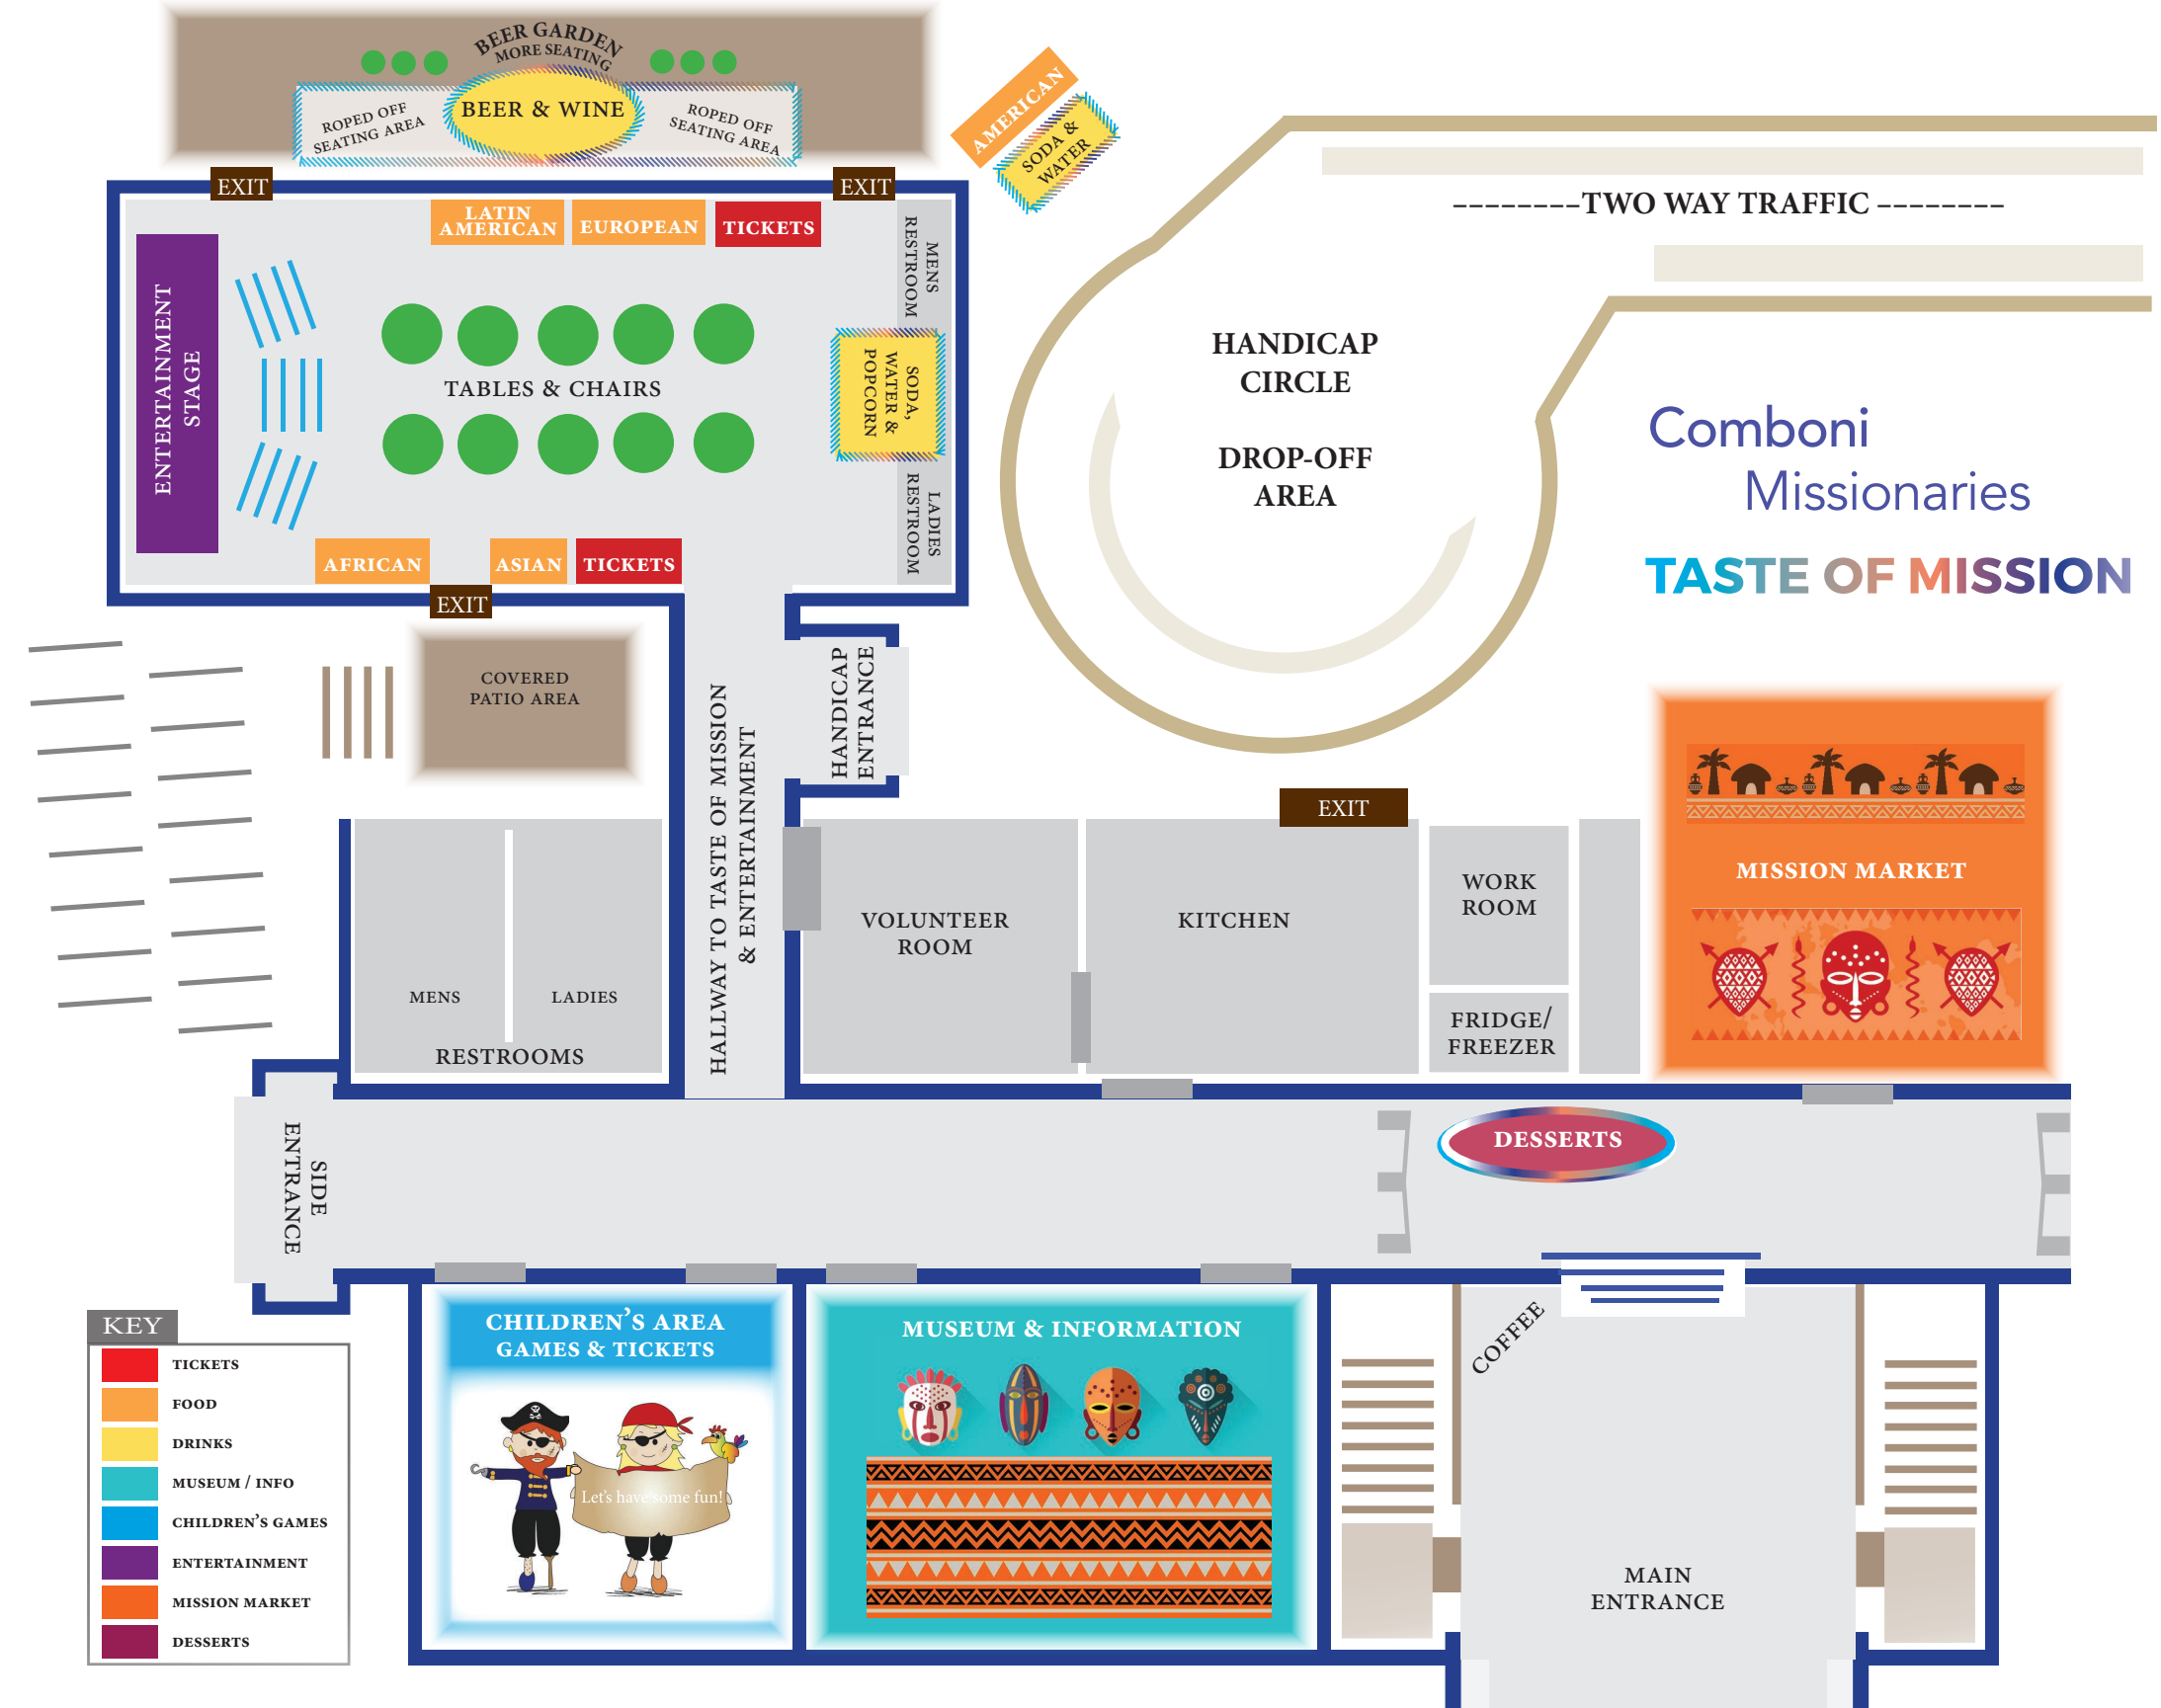 BEER GARDEN
MORE SEATING
ROPED OFF
SEATING AREA
BEER & WINE
ROPED OFF
SEATING AREA
AMERICAN
SODA &
WATER
EXIT
EXIT
LATIN
AMERICAN
EUROPEAN
TICKETS
MENS
RESTROOM
ENTERTAINMENT
STAGE
TABLES & CHAIRS
SODA,
WATER &
POPCORN
LADIES
RESTROOM
AFRICAN
ASIAN
TICKETS
EXIT
--------TWO WAY TRAFFIC --------
HANDICAP
CIRCLE
DROP-OFF
AREA
Comboni
Missionaries
TASTE OF MISSION
COVERED
PATIO AREA
HALLWAY TO TASTE OF MISSION
& ENTERTAINMENT
HANDICAP
ENTRANCE
EXIT
MENS
LADIES
RESTROOMS
VOLUNTEER
ROOM
KITCHEN
WORK
ROOM
FRIDGE/
FREEZER
MISSION MARKET
SIDE
ENTRANCE
DESSERTS
CHILDREN'S AREA
GAMES & TICKETS
Let's have some fun!
MUSEUM & INFORMATION
COFFEE
MAIN
ENTRANCE
KEY
TICKETS
FOOD
DRINKS
MUSEUM / INFO
CHILDREN'S GAMES
ENTERTAINMENT
MISSION MARKET
DESSERTS